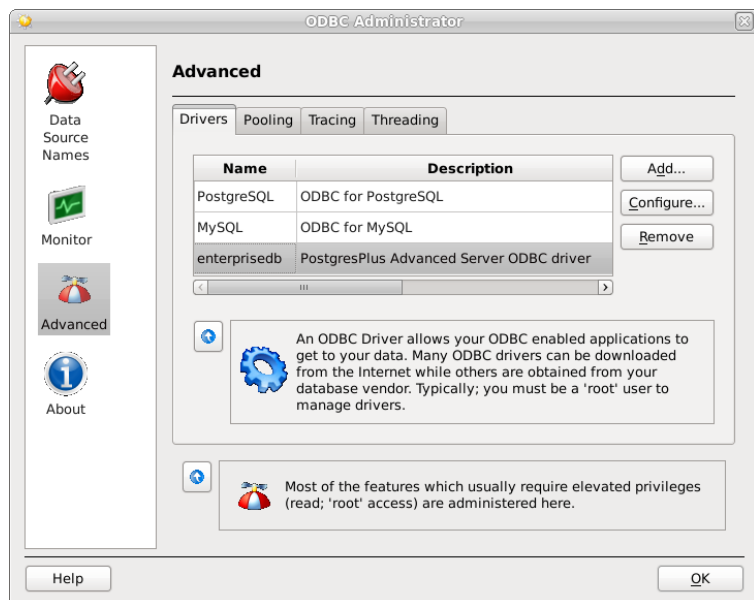 ODBC Administrator
Data
Source
Names
Monitor
Advanced
About
Advanced
Drivers
Pooling
Tracing
Threading
Name Description
PostgreSQL ODBC for PostgreSQL
MySQL ODBC for MySQL
enterprisedb PostgresPlus Advanced Server ODBC driver
Add...
Configure...
Remove
An ODBC Driver allows your ODBC enabled applications to
get to your data. Many ODBC drivers can be downloaded
from the Internet while others are obtained from your
database vendor. Typically; you must be a 'root' user to
manage drivers.
Most of the features which usually require elevated privileges
(read; 'root' access) are administered here.
Help
OK